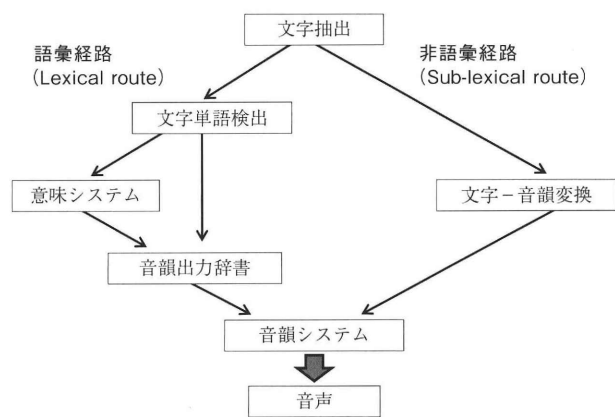 文字抽出
語彙経路
(Lexical route)
非語彙経路
(Sub-lexical route)
文字単語検出
意味システム
文字－音韻変換
音韻出力辞書
音韻システム
音声